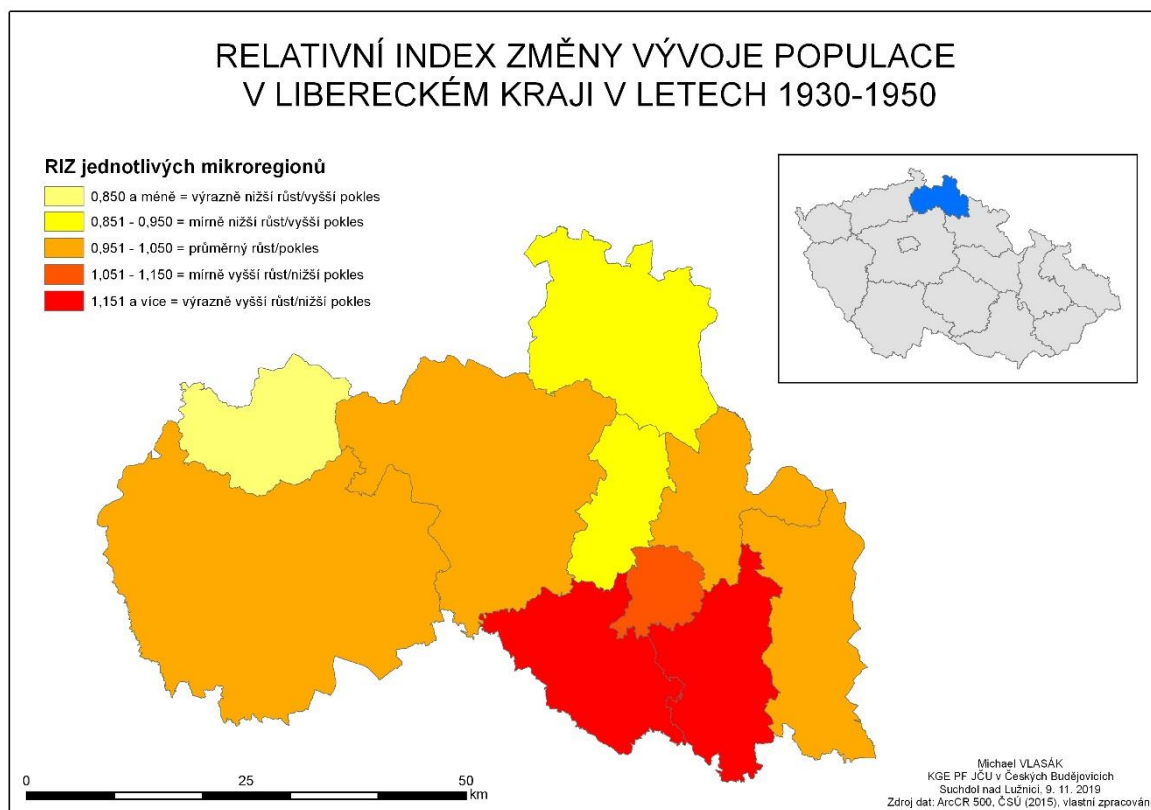 RELATIVNÍ INDEX ZMĚNY VÝVOJE POPULACE
V LIBERECKÉM KRAJI V LETECH 1930-1950
RIZ jednotlivých mikroregionů
0,850 a méně = výrazně nižší růst/vyšší pokles
0,851 - 0,950 = mírně nižší růst/vyšší pokles
0,951 - 1,050 = průměrný růst/pokles
1,051 - 1,150 = mírně vyšší růst/nižší pokles
1,151 a více = výrazně vyšší růst/nižší pokles
0 25 50
km
Michael VLASÁK
KGE PF JČU v Českých Budějovicích
Suchdol nad Lužnicí, 9. 11. 2019
Zdroj dat: ArcCR 500, ČSÚ (2015), vlastní zpracován